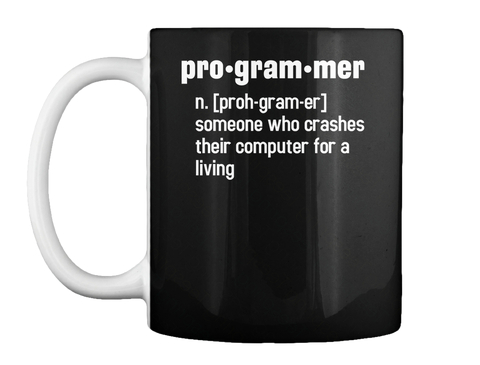 pro•gram•mer
n. [proh-gram-er]
someone who crashes
their computer for a
living